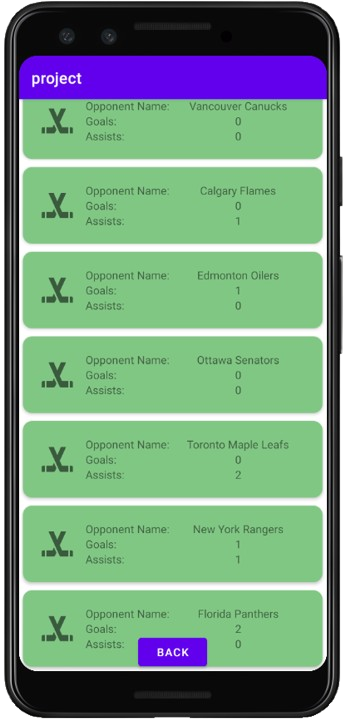 project
Opponent Name: Vancouver Canucks
Goals: 0
Assists: 0
Opponent Name: Calgary Flames
Goals: 0
Assists: 1
Opponent Name: Edmonton Oilers
Goals: 1
Assists: 0
Opponent Name: Ottawa Senators
Goals: 0
Assists: 0
Opponent Name: Toronto Maple Leafs
Goals: 0
Assists: 2
Opponent Name: New York Rangers
Goals: 1
Assists: 1
Opponent Name: Florida Panthers
Goals: 2
Assists: 0
BACK